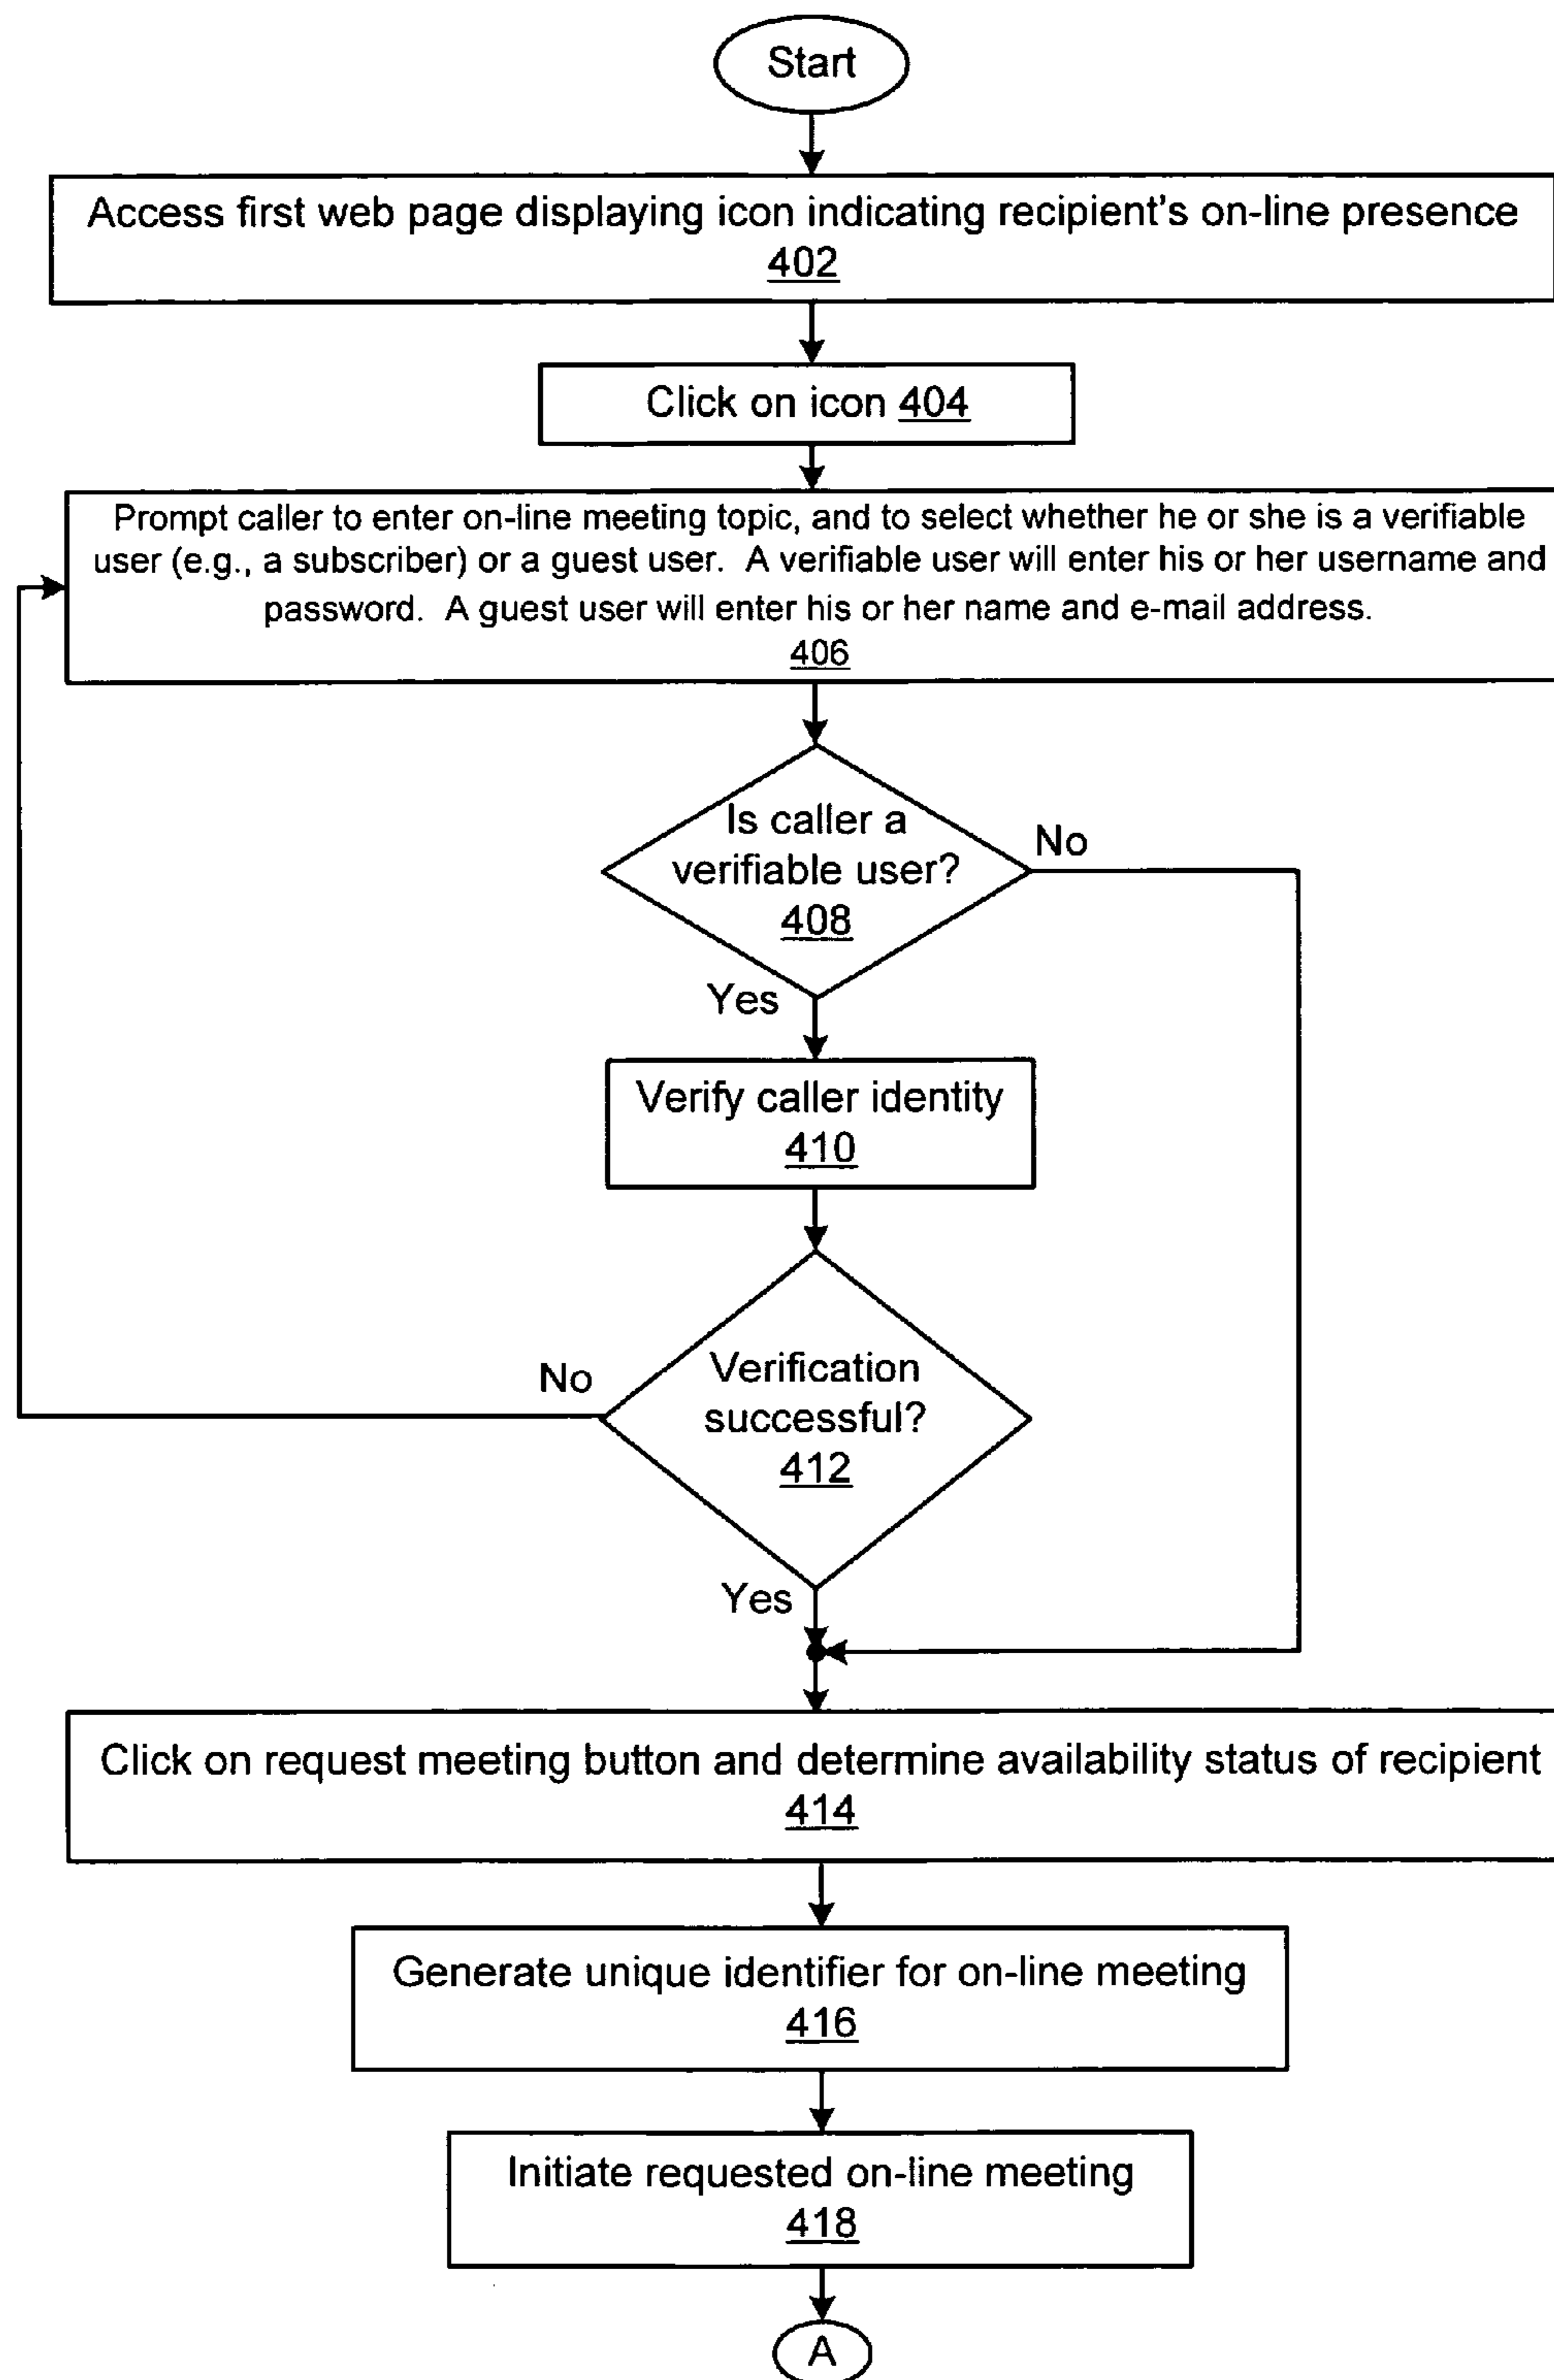 Start
Access first web page displaying icon indicating recipient's on-line presence
402
Click on icon 404
Prompt caller to enter on-line meeting topic, and to select whether he or she is a verifiable
user (e.g., a subscriber) or a guest user.  A verifiable user will enter his or her username and
password.  A guest user will enter his or her name and e-mail address.
406
Is caller a
verifiable user?
408
No
Yes
Verify caller identity
410
Verification
successful?
412
No
Yes
Click on request meeting button and determine availability status of recipient
414
Generate unique identifier for on-line meeting
416
Initiate requested on-line meeting
418
A